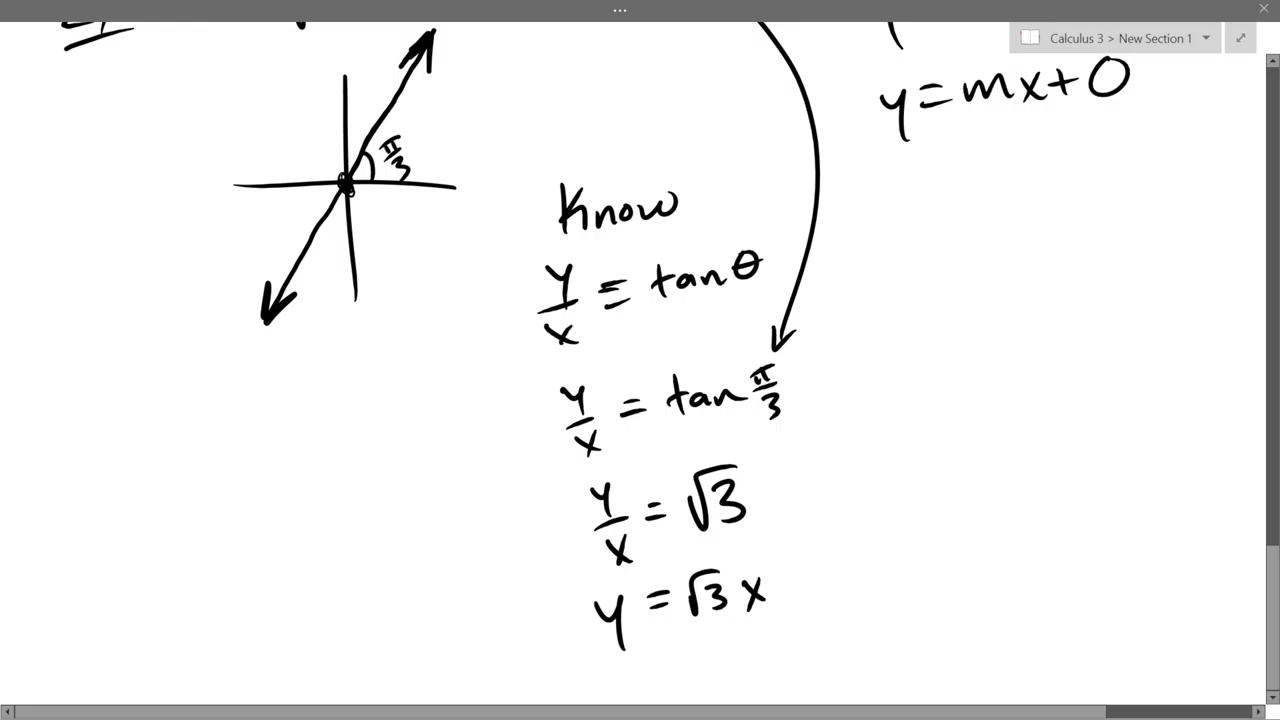 Calculus 3 > New Section 1
y = mx + 0
π/3
Know
y/x = tan θ
y/x = tan π/3
y/x = √3
y = √3 x